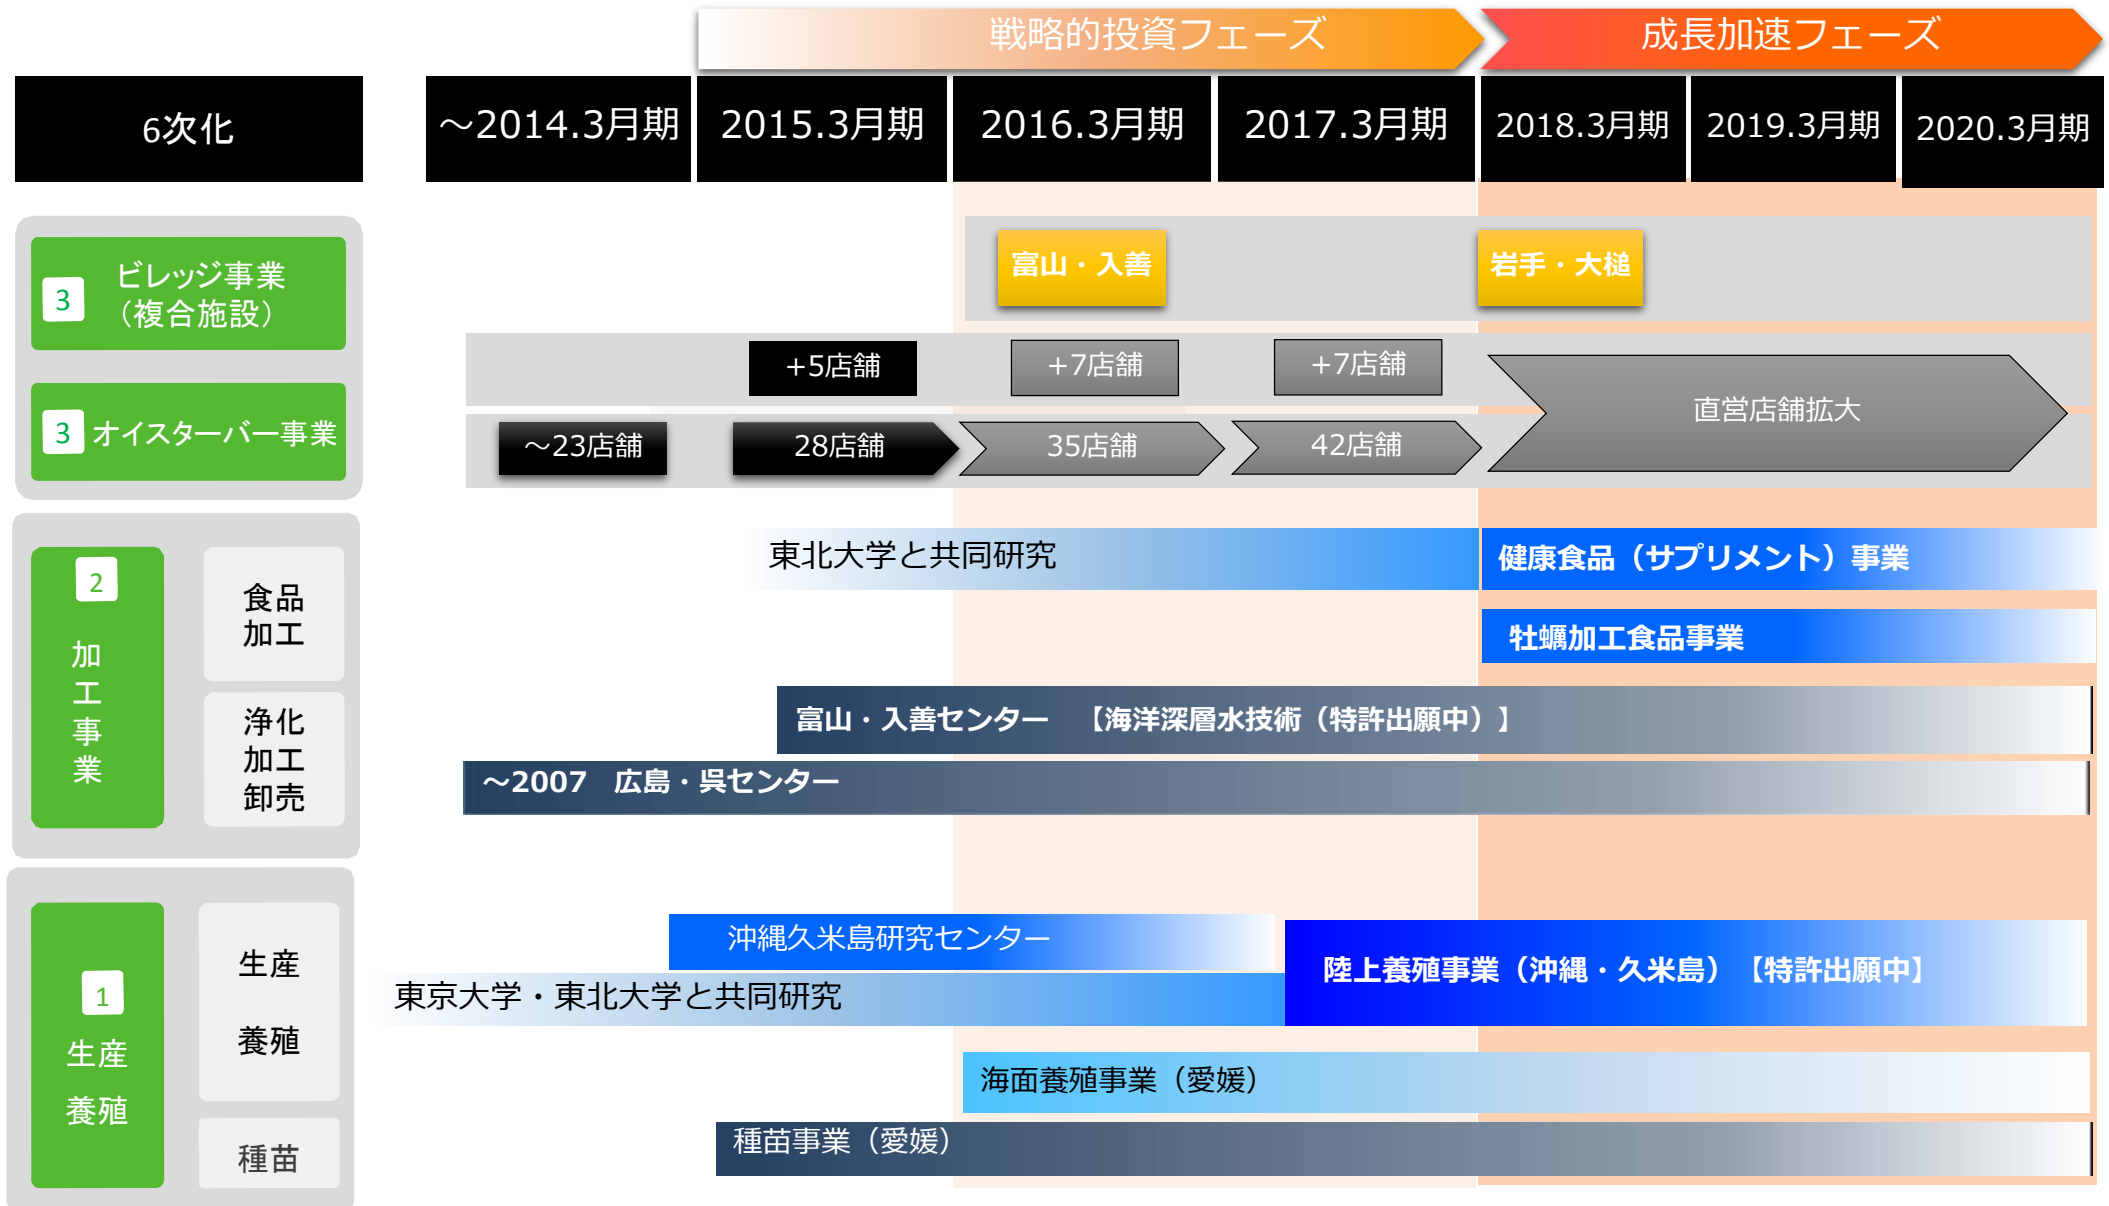 戦略的投資フェーズ
成長加速フェーズ
6次化
～2014.3月期
2015.3月期
2016.3月期
2017.3月期
2018.3月期
2019.3月期
2020.3月期
3
ビレッジ事業
（複合施設）
富山・入善
岩手・大槌
+5店舗
+7店舗
+7店舗
直営店舗拡大
3
オイスターバー事業
～23店舗
28店舗
35店舗
42店舗
2
加
工
事
業
食品
加工
東北大学と共同研究
健康食品（サプリメント）事業
牡蠣加工食品事業
浄化
加工
卸売
富山・入善センター　【海洋深層水技術（特許出願中）】
～2007　広島・呉センター
1
生産
養殖
生産
養殖
沖縄久米島研究センター
東京大学・東北大学と共同研究
陸上養殖事業（沖縄・久米島）【特許出願中】
海面養殖事業（愛媛）
種苗
種苗事業（愛媛）